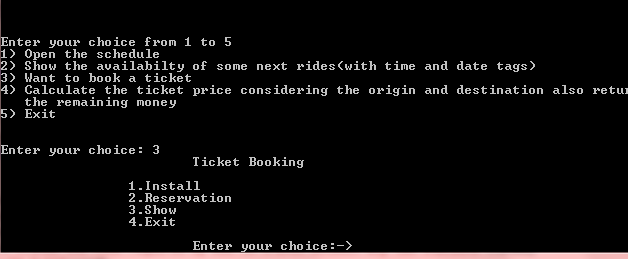 Enter your choice from 1 to 5
1) Open the schedule
2) Show the availabilty of some next rides(with time and date tags)
3) Want to book a ticket
4) Calculate the ticket price considering the origin and destination also retur
the remaining money
5) Exit
Enter your choice: 3
Ticket Booking
1.Install
2.Reservation
3.Show
4.Exit
Enter your choice:->